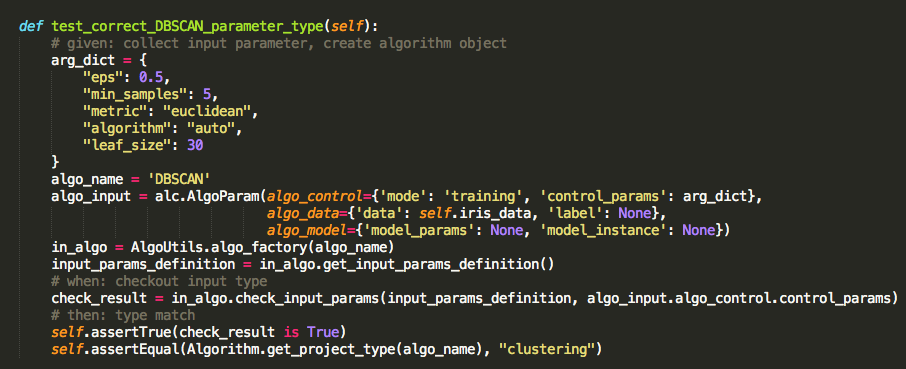 def test_correct_DBSCAN_parameter_type(self):
    # given: collect input parameter, create algorithm object
    arg_dict = {
        "eps": 0.5,
        "min_samples": 5,
        "metric": "euclidean",
        "algorithm": "auto",
        "leaf_size": 30
    }
    algo_name = 'DBSCAN'
    algo_input = alc.AlgoParam(algo_control={'mode': 'training', 'control_params': arg_dict},
                               algo_data={'data': self.iris_data, 'label': None},
                               algo_model={'model_params': None, 'model_instance': None})
    in_algo = AlgoUtils.algo_factory(algo_name)
    input_params_definition = in_algo.get_input_params_definition()
    # when: checkout input type
    check_result = in_algo.check_input_params(input_params_definition, algo_input.algo_control.control_params)
    # then: type match
    self.assertTrue(check_result is True)
    self.assertEqual(Algorithm.get_project_type(algo_name), "clustering")